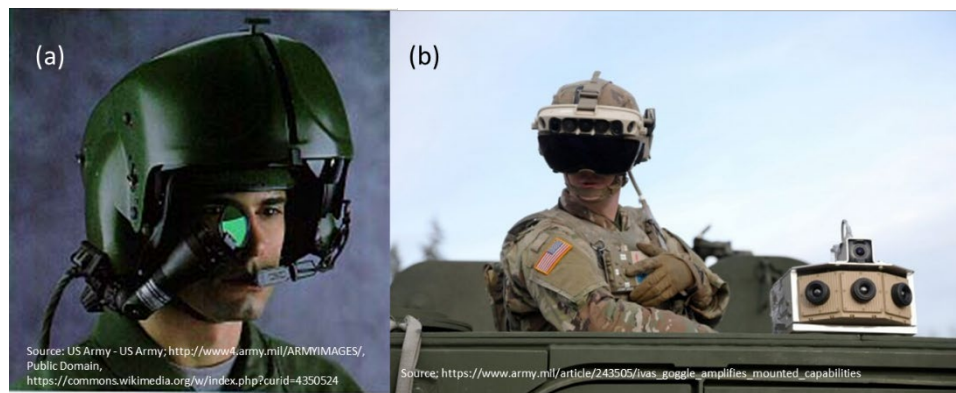 (a)
(b)
Source: US Army - US Army; http://www4.army.mil/ARMYIMAGES/,
Public Domain,
https://commons.wikimedia.org/w/index.php?curid=4350524
Source; https://www.army.mil/article/243505/ivas_goggle_amplifies_mounted_capabilities